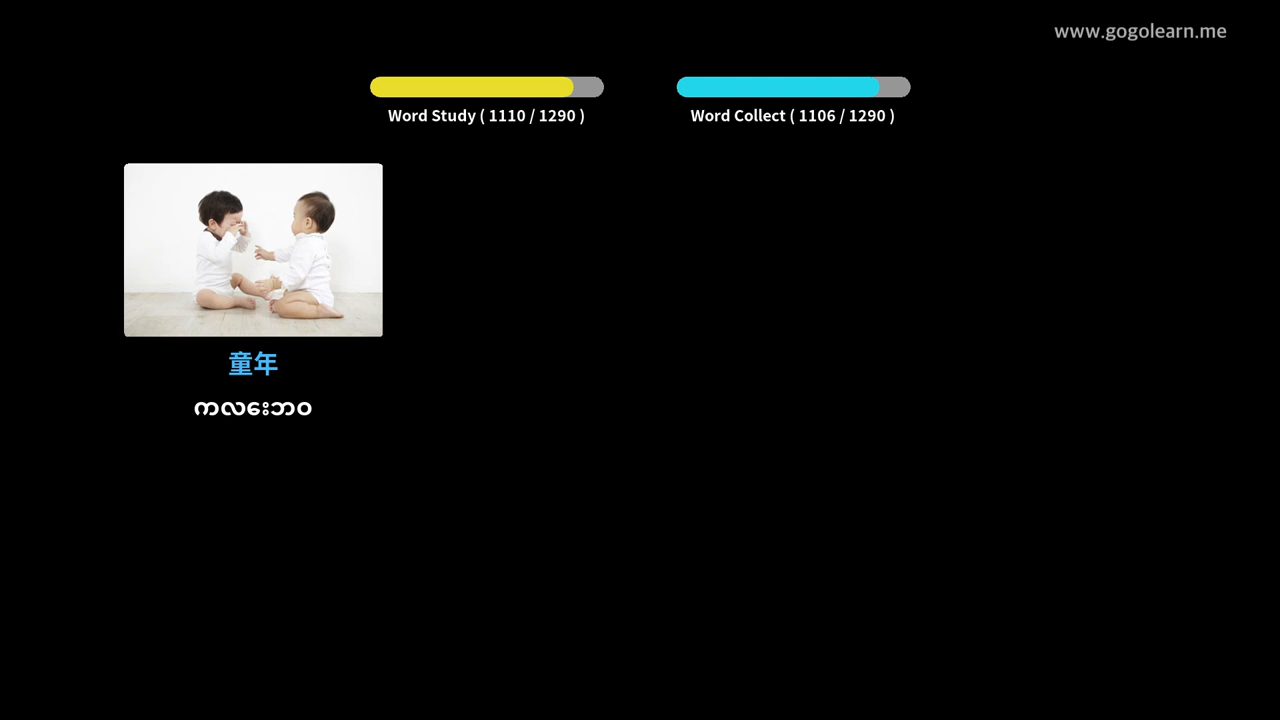 www.gogolearn.me
Word Study ( 1110 / 1290 )
Word Collect ( 1106 / 1290 )
童年
ကလေးဘဝ